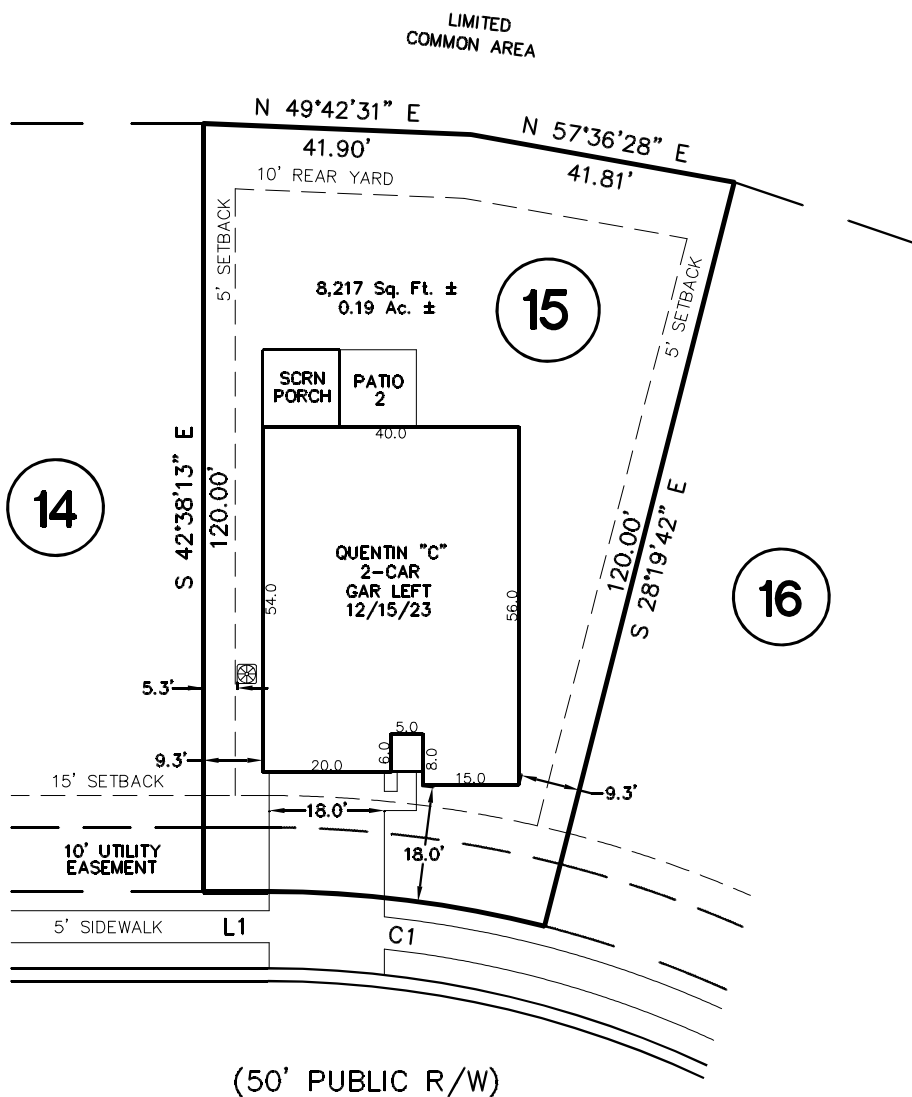 LIMITED
COMMON AREA
N 49°42'31" E
N 57°36'28" E
41.90'
41.81'
10' REAR YARD
5' SETBACK
5' SETBACK
8,217 Sq. Ft. ±
0.19 Ac. ±
15
SCRN
PORCH
PATIO
2
40.0
S 42°38'13" E
120.00'
14
QUENTIN "C"
2-CAR
GAR LEFT
12/15/23
54.0
56.0
120.00'
S 28°19'42" E
16
5.3'
5.0
6.0
8.0
9.3'
20.0
15.0
9.3'
15' SETBACK
18.0'
18.0'
10' UTILITY
EASEMENT
5' SIDEWALK
L1
C1
(50' PUBLIC R/W)